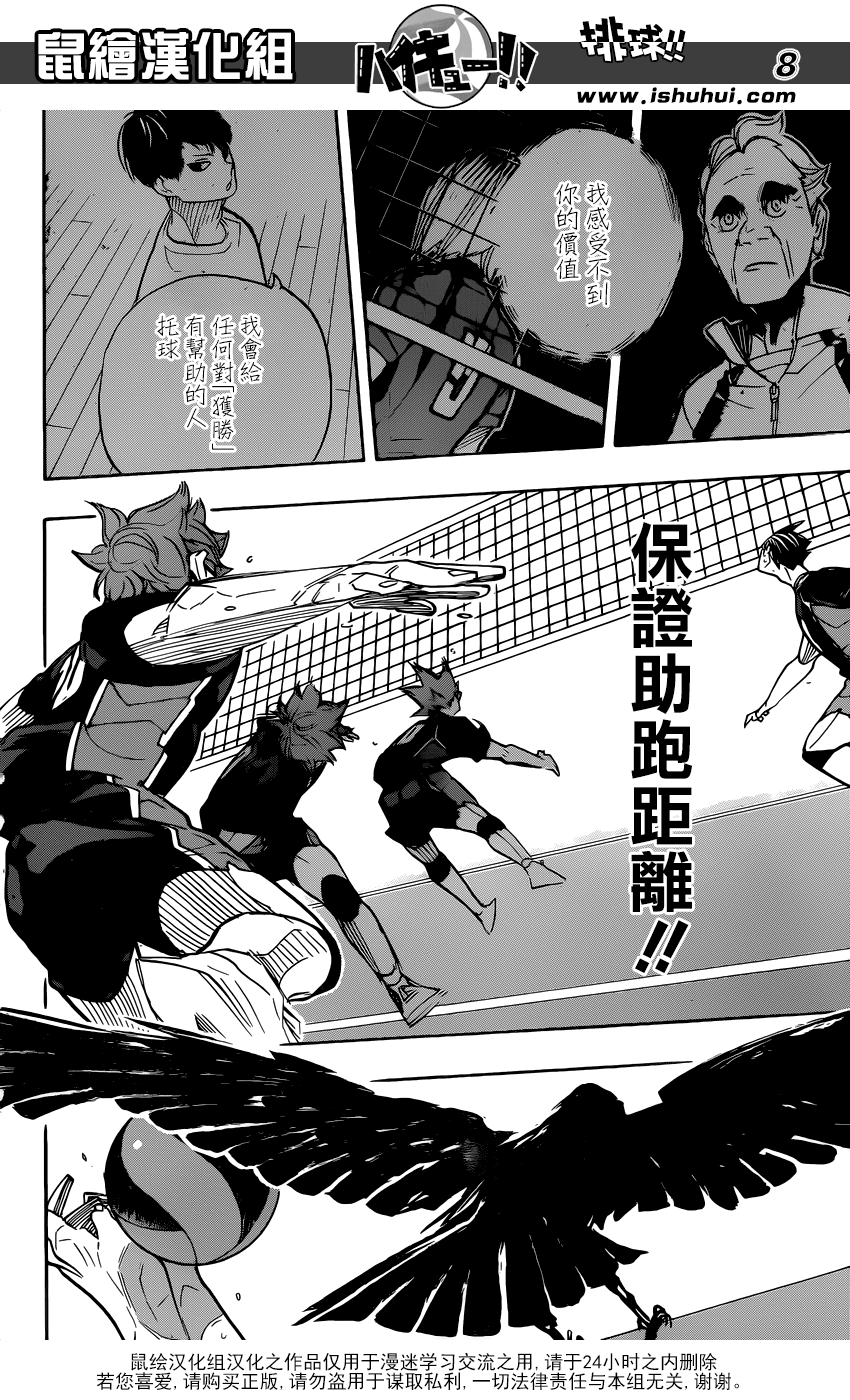 鼠繪漢化組
ハイキュー!!
排球!!
8
www.ishuhui.com
我感受不到
你的價值
9
我會給
任何對「獲勝」
有幫助的人
托球
保證助跑距離!!
鼠绘汉化组汉化之作品仅用于漫迷学习交流之用,请于24小时之内删除
若您喜爱,请购买正版,请勿盗用于谋取私利,一切法律责任与本组无关,谢谢。